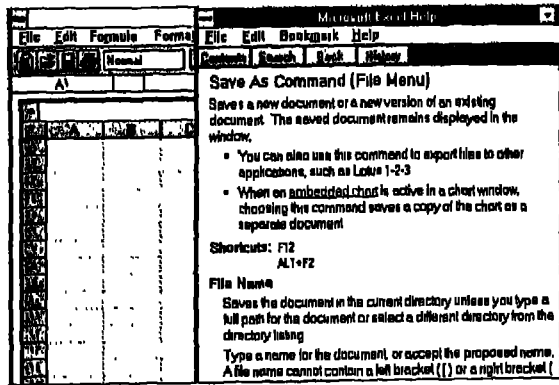 File Edit Formula Format
Normal
A1
A B
Microsoft Excel Help
File Edit Bookmark Help
Contents Search Back History
Save As Command (File Menu)
Saves a new document or a new version of an existing
document. The saved document remains displayed in the
window.
• You can also use this command to export files to other
applications, such as Lotus 1-2-3
• When an embedded chart is active in a chart window,
choosing this command saves a copy of the chart as a
separate document
Shortcuts: F12
ALT+F2
File Name
Saves the document in the current directory unless you type a
full path for the document or select a different directory from the
directory listing
Type a name for the document, or accept the proposed name.
A file name cannot contain a left bracket ([) or a right bracket (